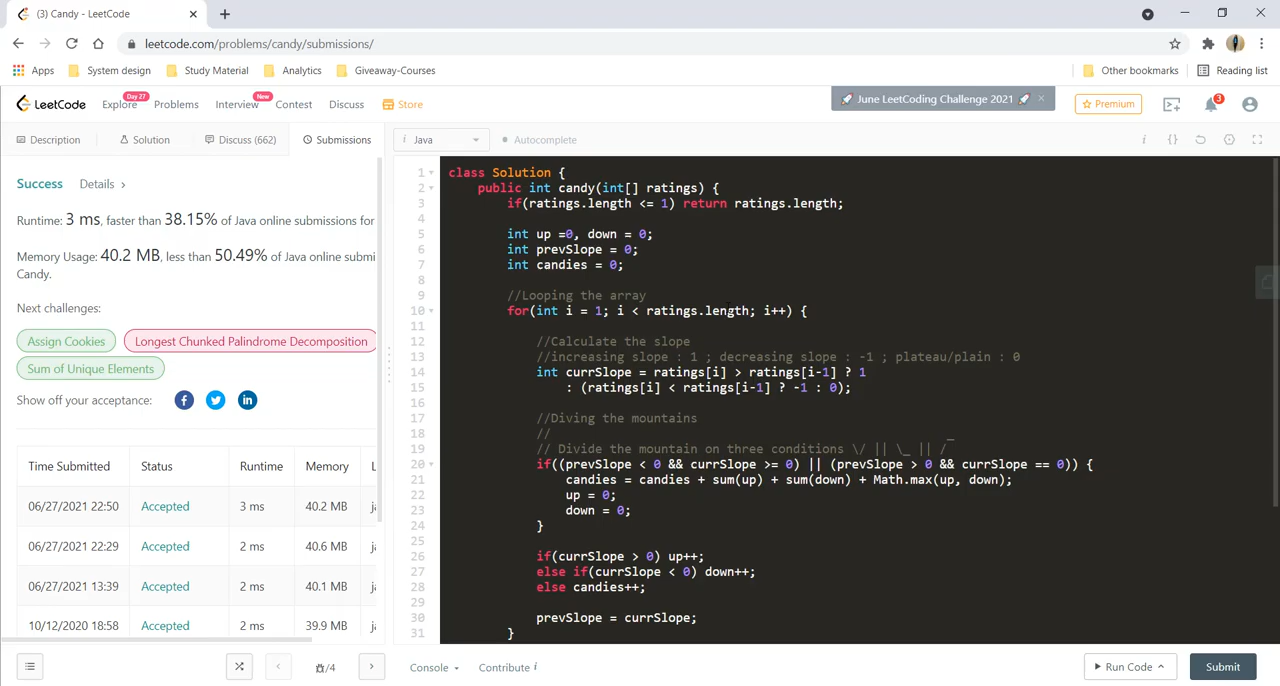 (3) Candy - LeetCode
leetcode.com/problems/candy/submissions/
Apps System design Study Material Analytics Giveaway-Courses Other bookmarks Reading list
LeetCode Explore Day 27 Problems Interview New Contest Discuss Store June LeetCoding Challenge 2021 Premium 3
Description Solution Discuss (662) Submissions i Java Autocomplete
Success Details
Runtime: 3 ms, faster than 38.15% of Java online submissions for
Memory Usage: 40.2 MB, less than 50.49% of Java online submi
Candy.
Next challenges:
Assign Cookies Longest Chunked Palindrome Decomposition
Sum of Unique Elements
Show off your acceptance:
Time Submitted Status Runtime Memory L
06/27/2021 22:50 Accepted 3 ms 40.2 MB
06/27/2021 22:29 Accepted 2 ms 40.6 MB
06/27/2021 13:39 Accepted 2 ms 40.1 MB
10/12/2020 18:58 Accepted 2 ms 39.9 MB
1 class Solution {
2 public int candy(int[] ratings) {
3 if(ratings.length <= 1) return ratings.length;
4
5 int up =0, down = 0;
6 int prevSlope = 0;
7 int candies = 0;
8
9 //Looping the array
10 for(int i = 1; i < ratings.length; i++) {
11
12 //Calculate the slope
13 //increasing slope : 1 ; decreasing slope : -1 ; plateau/plain : 0
14 int currSlope = ratings[i] > ratings[i-1] ? 1
15 : (ratings[i] < ratings[i-1] ? -1 : 0);
16
17 //Diving the mountains
18 // _
19 // Divide the mountain on three conditions \/ || \_ || /
20 if((prevSlope < 0 && currSlope >= 0) || (prevSlope > 0 && currSlope == 0)) {
21 candies = candies + sum(up) + sum(down) + Math.max(up, down);
22 up = 0;
23 down = 0;
24 }
25
26 if(currSlope > 0) up++;
27 else if(currSlope < 0) down++;
28 else candies++;
29
30 prevSlope = currSlope;
31 }
/4 Console Contribute i Run Code Submit